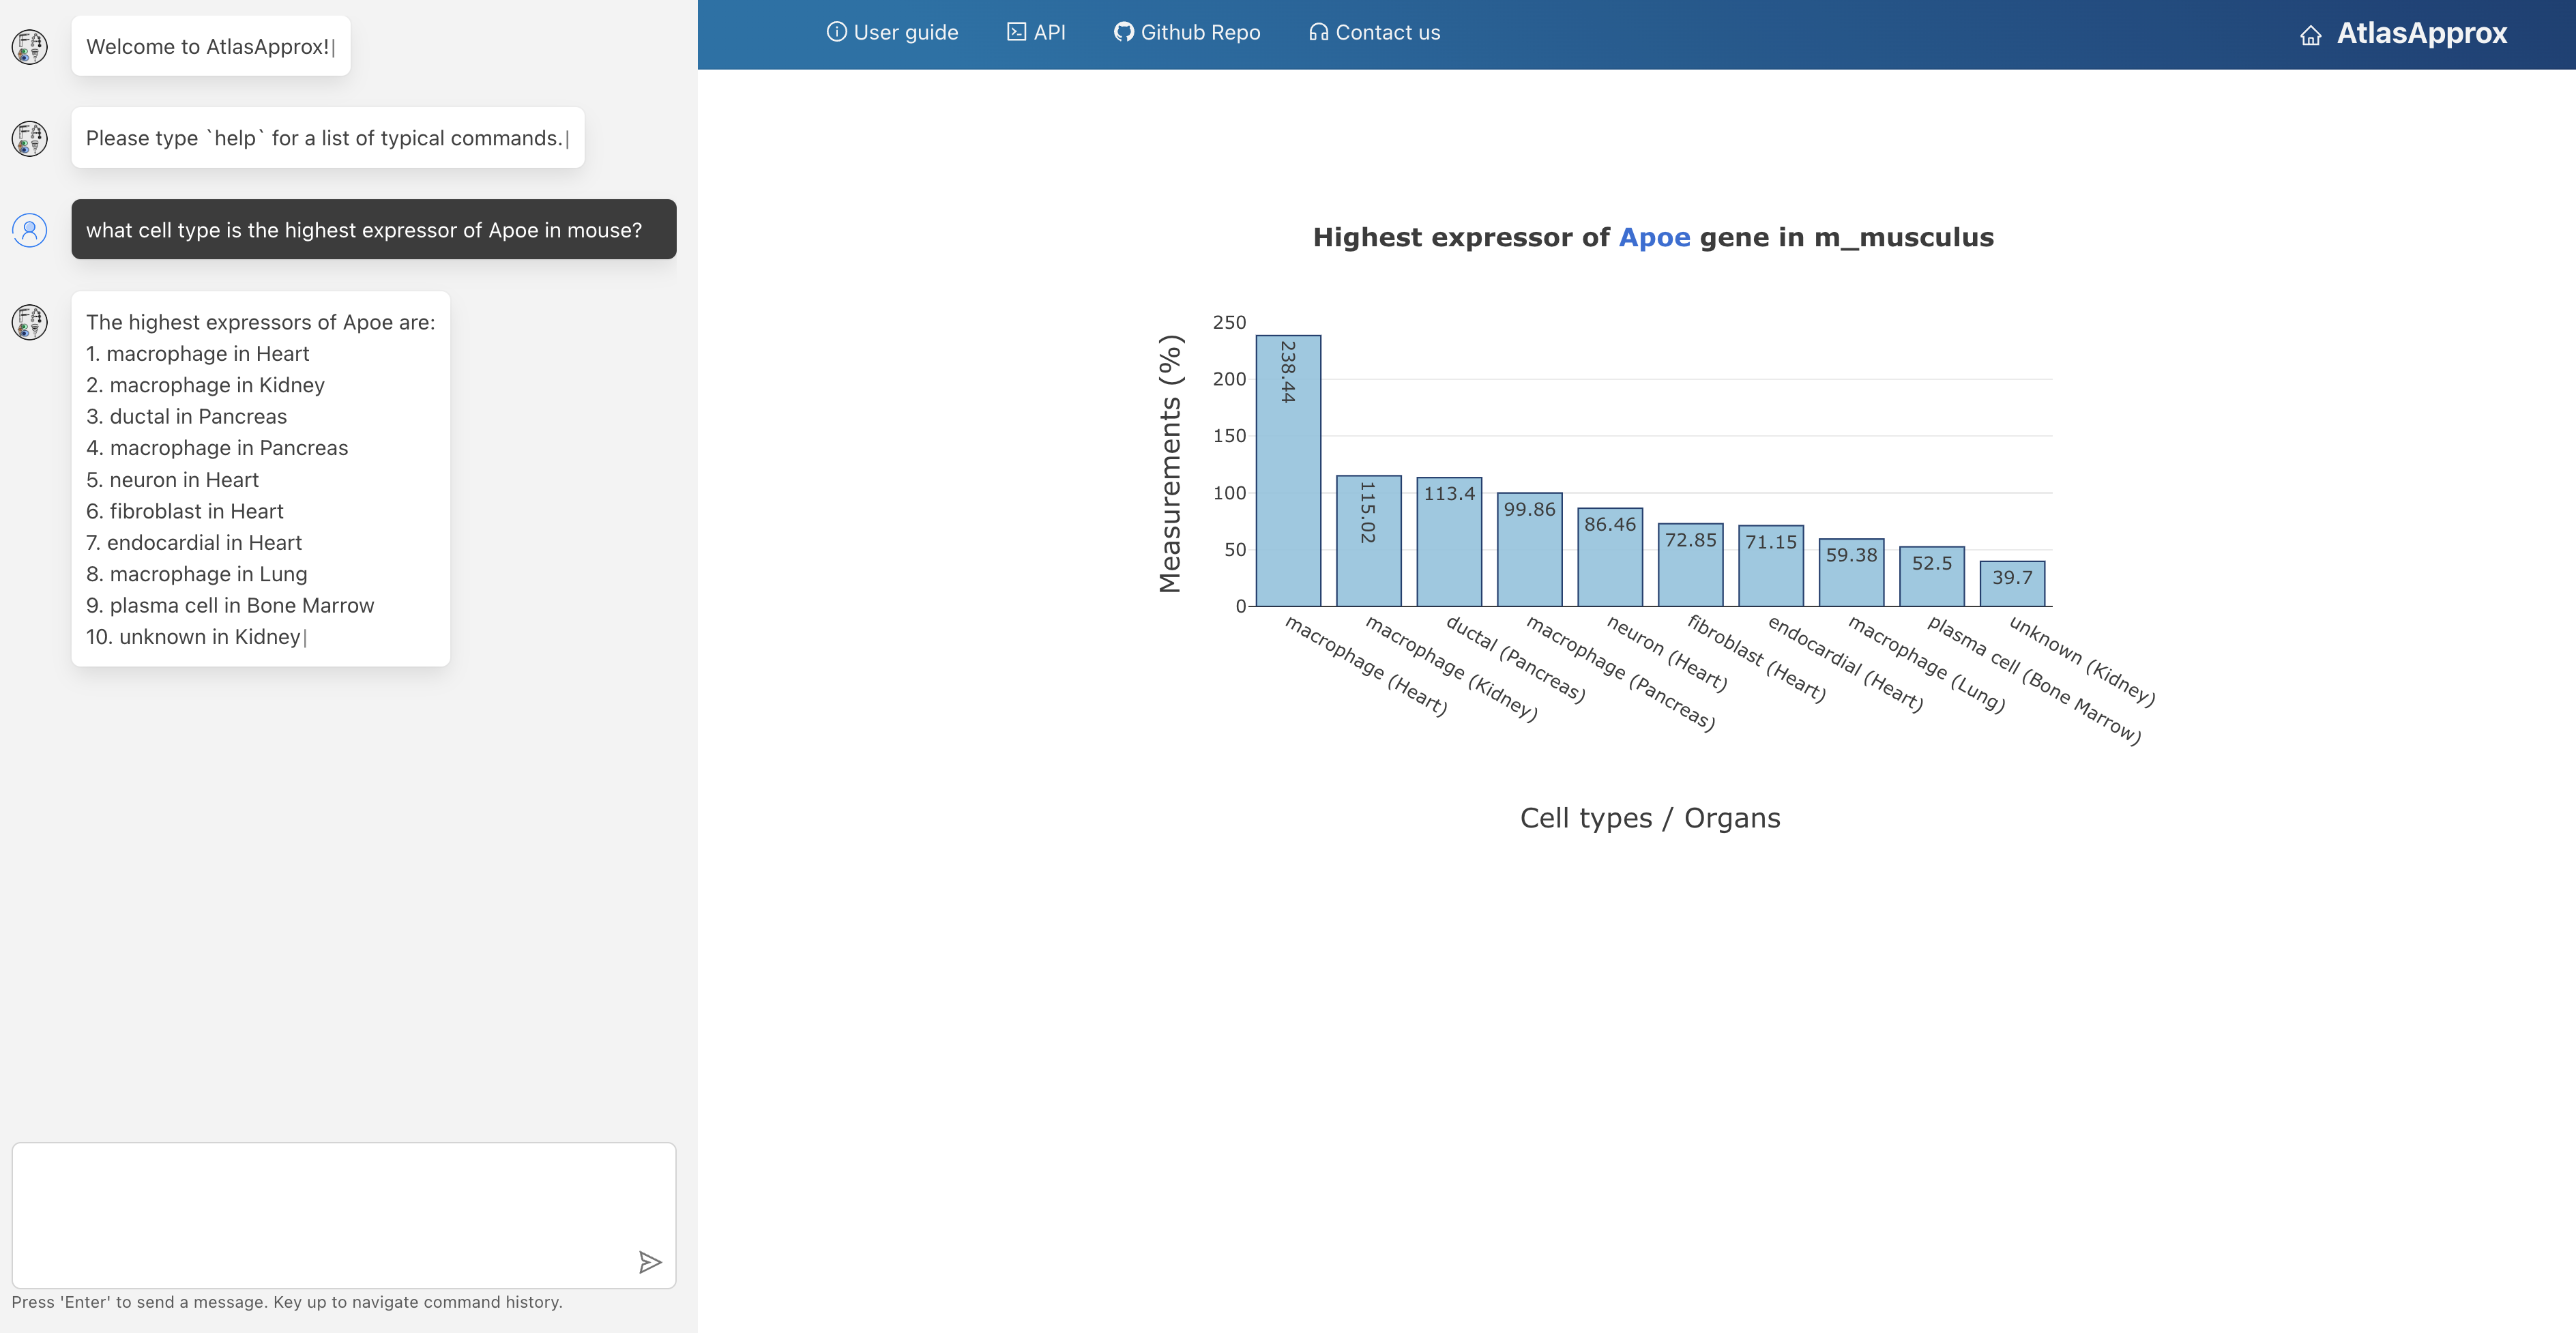 Welcome to AtlasApprox!
Please type `help` for a list of typical commands.
what cell type is the highest expressor of Apoe in mouse?
The highest expressors of Apoe are:
1. macrophage in Heart
2. macrophage in Kidney
3. ductal in Pancreas
4. macrophage in Pancreas
5. neuron in Heart
6. fibroblast in Heart
7. endocardial in Heart
8. macrophage in Lung
9. plasma cell in Bone Marrow
10. unknown in Kidney
Press 'Enter' to send a message. Key up to navigate command history.
User guide
API
Github Repo
Contact us
AtlasApprox
Highest expressor of Apoe gene in m_musculus
Measurements (%)
250
200
150
100
50
0
238.44
115.02
113.4
99.86
86.46
72.85
71.15
59.38
52.5
39.7
macrophage (Heart)
macrophage (Kidney)
ductal (Pancreas)
macrophage (Pancreas)
neuron (Heart)
fibroblast (Heart)
endocardial (Heart)
macrophage (Lung)
plasma cell (Bone Marrow)
unknown (Kidney)
Cell types / Organs